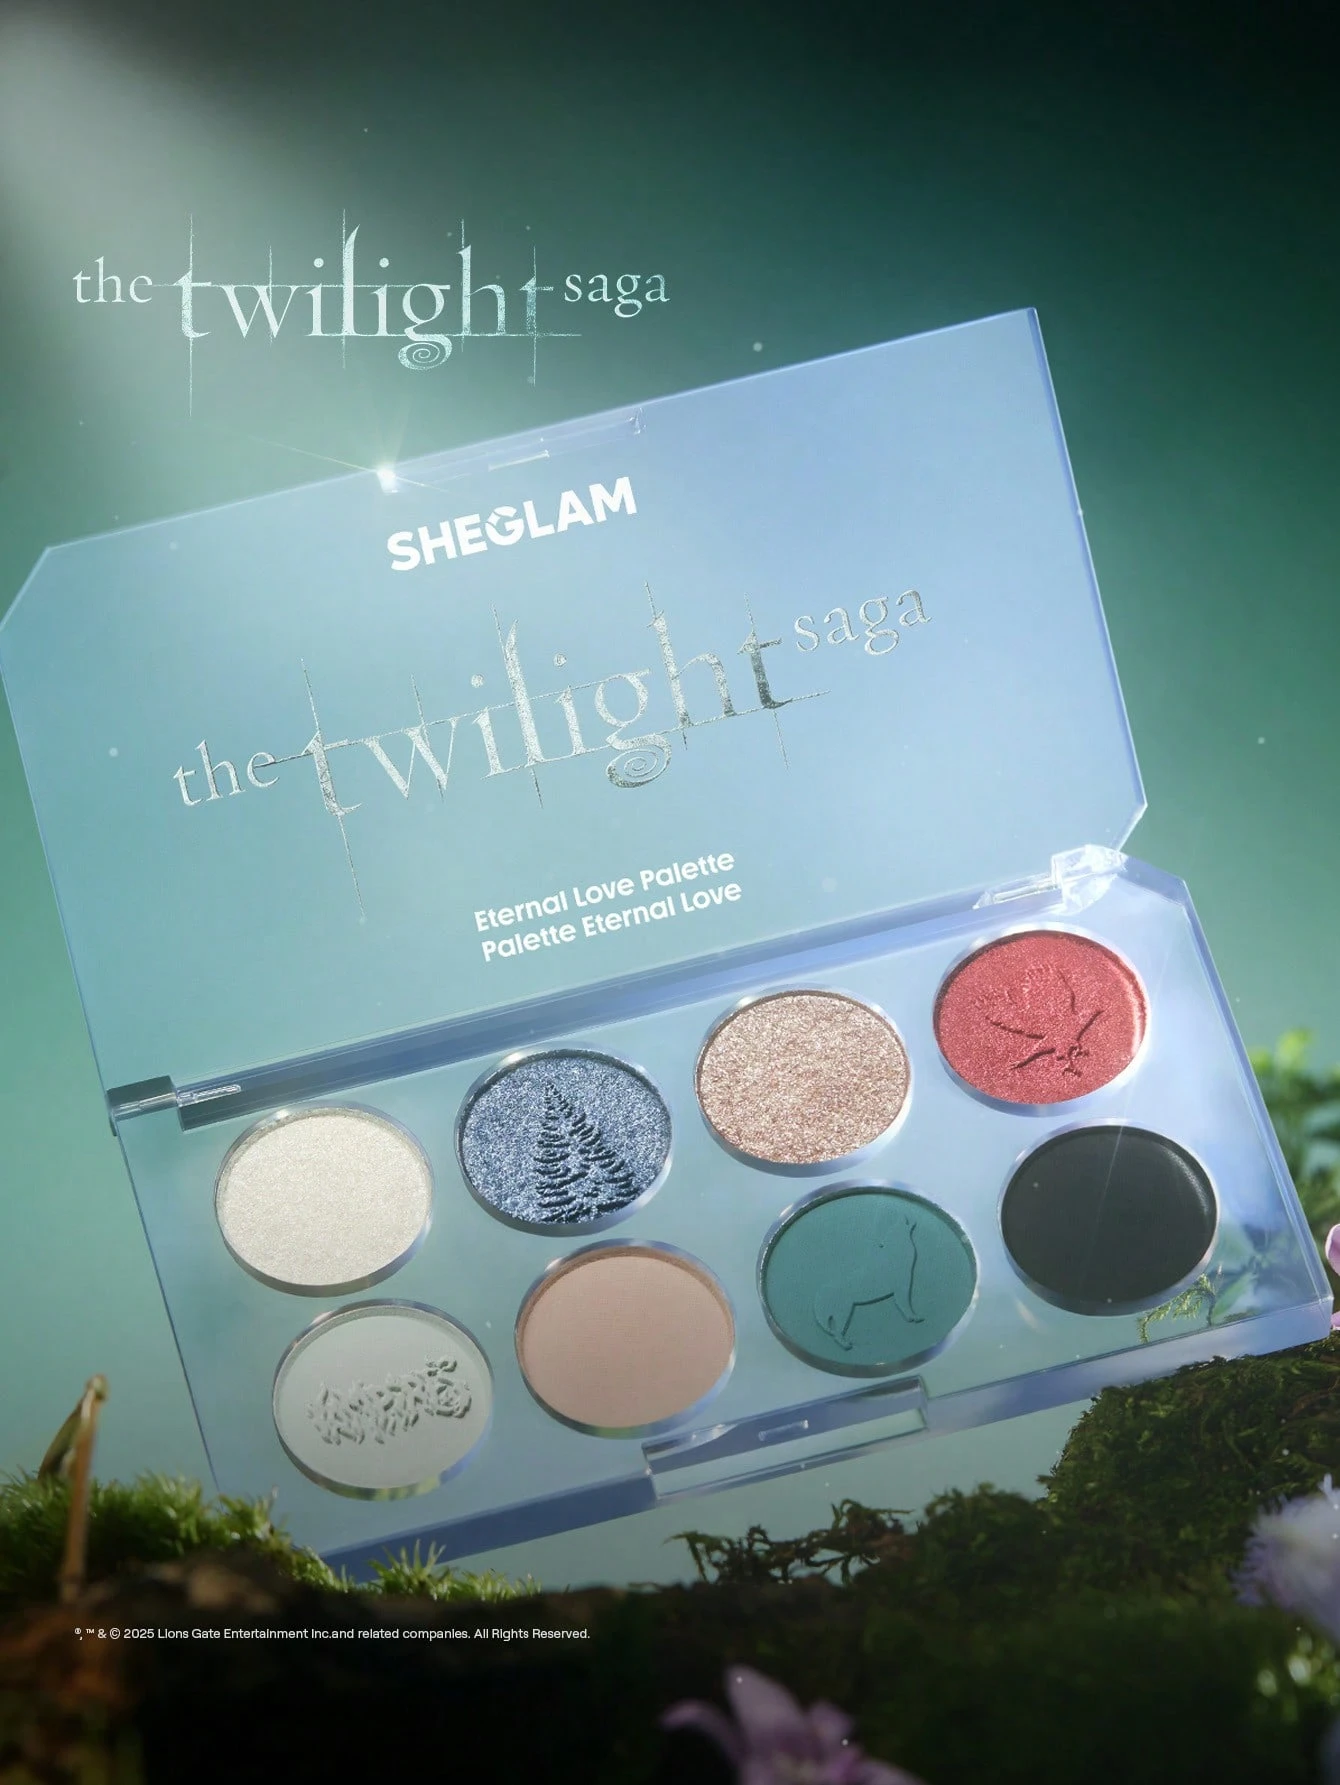 the twilight saga
SHEGLAM
the twilight saga
Eternal Love Palette
Palette Eternal Love
®, ™ & © 2025 Lions Gate Entertainment Inc.and related companies. All Rights Reserved.